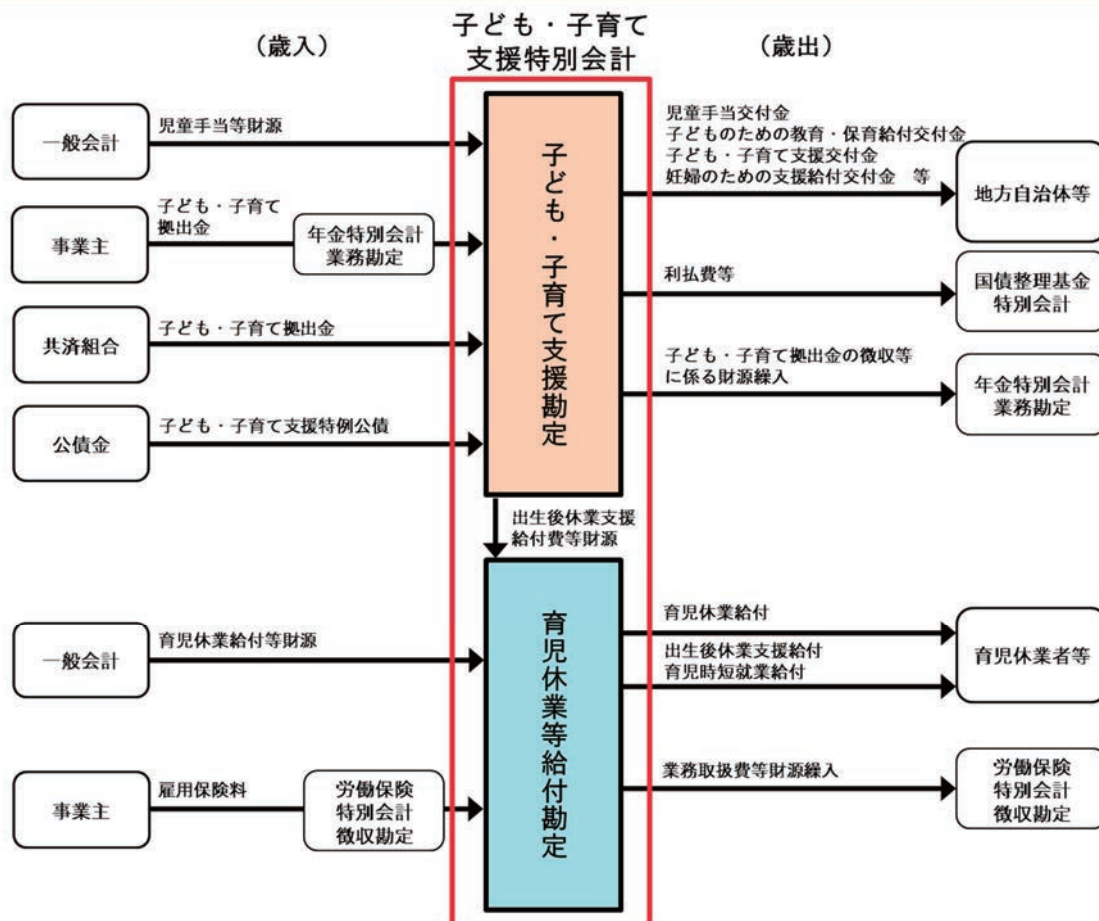 子ども・子育て
支援特別会計
（歳入）
（歳出）
一般会計
児童手当等財源
事業主
子ども・子育て
拠出金
年金特別会計
業務勘定
共済組合
子ども・子育て拠出金
公債金
子ども・子育て支援特例公債
子ども・子育て支援勘定
児童手当交付金
子どものための教育・保育給付交付金
子ども・子育て支援交付金
妊婦のための支援給付交付金　等
地方自治体等
利払費等
国債整理基金
特別会計
子ども・子育て拠出金の徴収等
に係る財源繰入
年金特別会計
業務勘定
出生後休業支援
給付費等財源
一般会計
育児休業給付等財源
事業主
雇用保険料
労働保険
特別会計
徴収勘定
育児休業等給付勘定
育児休業給付
出生後休業支援給付
育児時短就業給付
育児休業者等
業務取扱費等財源繰入
労働保険
特別会計
徴収勘定